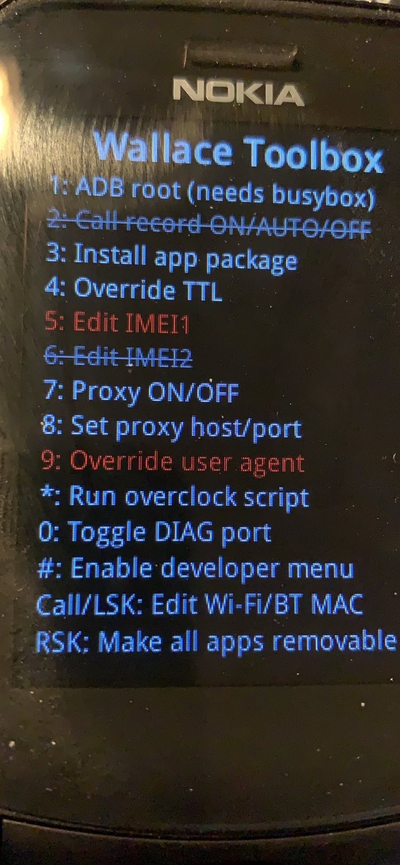 NOKIA
Wallace Toolbox
1: ADB root (needs busybox)
2: Call record ON/AUTO/OFF
3: Install app package
4: Override TTL
5: Edit IMEI1
6: Edit IMEI2
7: Proxy ON/OFF
8: Set proxy host/port
9: Override user agent
*: Run overclock script
0: Toggle DIAG port
#: Enable developer menu
Call/LSK: Edit Wi-Fi/BT MAC
RSK: Make all apps removable